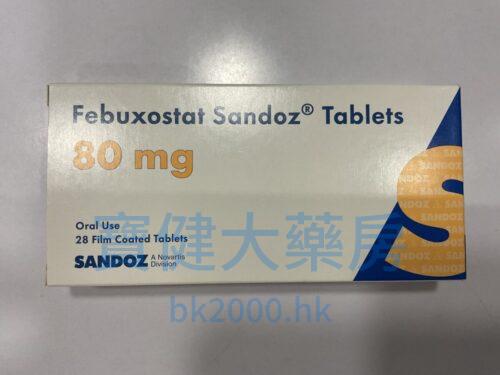 Febuxostat Sandoz® Tablets
80 mg
Oral Use
28 Film Coated Tablets
SANDOZ A Novartis
Division
寶健大藥房
bk2000.hk